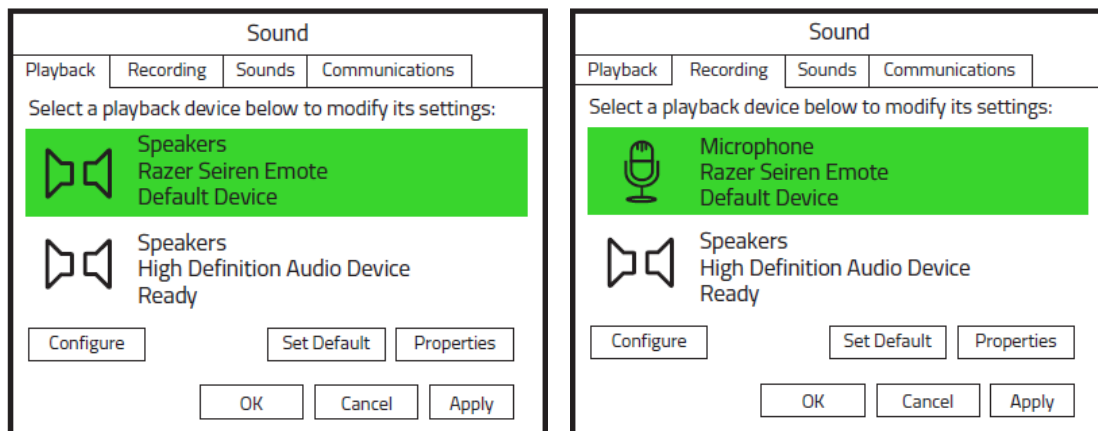 Sound
Playback Recording Sounds Communications
Select a playback device below to modify its settings:
Speakers
Razer Seiren Emote
Default Device
Speakers
High Definition Audio Device
Ready
Configure Set Default Properties
OK Cancel Apply
Sound
Playback Recording Sounds Communications
Select a playback device below to modify its settings:
Microphone
Razer Seiren Emote
Default Device
Speakers
High Definition Audio Device
Ready
Configure Set Default Properties
OK Cancel Apply